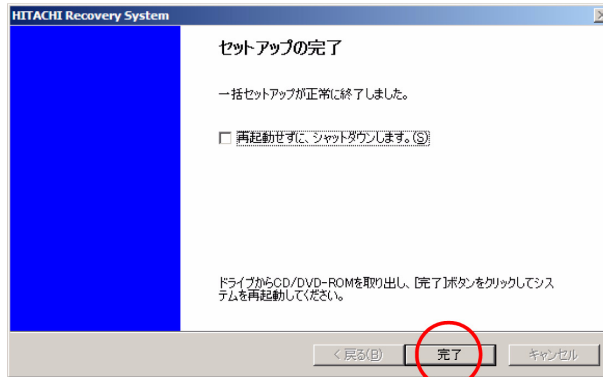 HITACHI Recovery System
セットアップの完了
一括セットアップが正常に終了しました。
再起動せずに、シャットダウンします。(S)
ドライブからCD/DVD-ROMを取り出し、[完了]ボタンをクリックしてシス
テムを再起動してください。
< 戻る(B)
完了
キャンセル